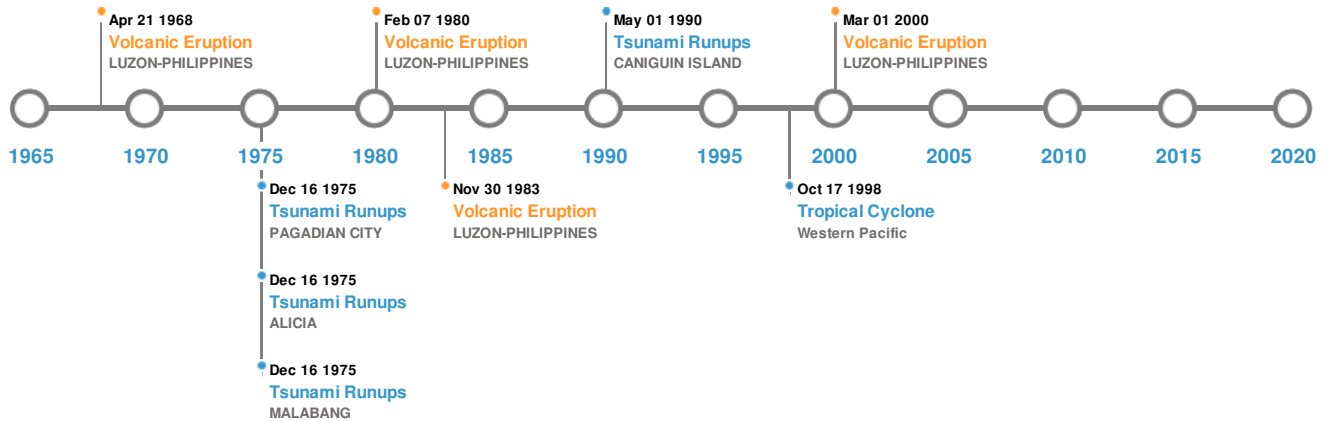 Apr 21 1968
Volcanic Eruption
LUZON-PHILIPPINES
Feb 07 1980
Volcanic Eruption
LUZON-PHILIPPINES
May 01 1990
Tsunami Runups
CANIGUIN ISLAND
Mar 01 2000
Volcanic Eruption
LUZON-PHILIPPINES
1965 1970 1975 1980 1985 1990 1995 2000 2005 2010 2015 2020
Dec 16 1975
Tsunami Runups
PAGADIAN CITY
Dec 16 1975
Tsunami Runups
ALICIA
Dec 16 1975
Tsunami Runups
MALABANG
Nov 30 1983
Volcanic Eruption
LUZON-PHILIPPINES
Oct 17 1998
Tropical Cyclone
Western Pacific